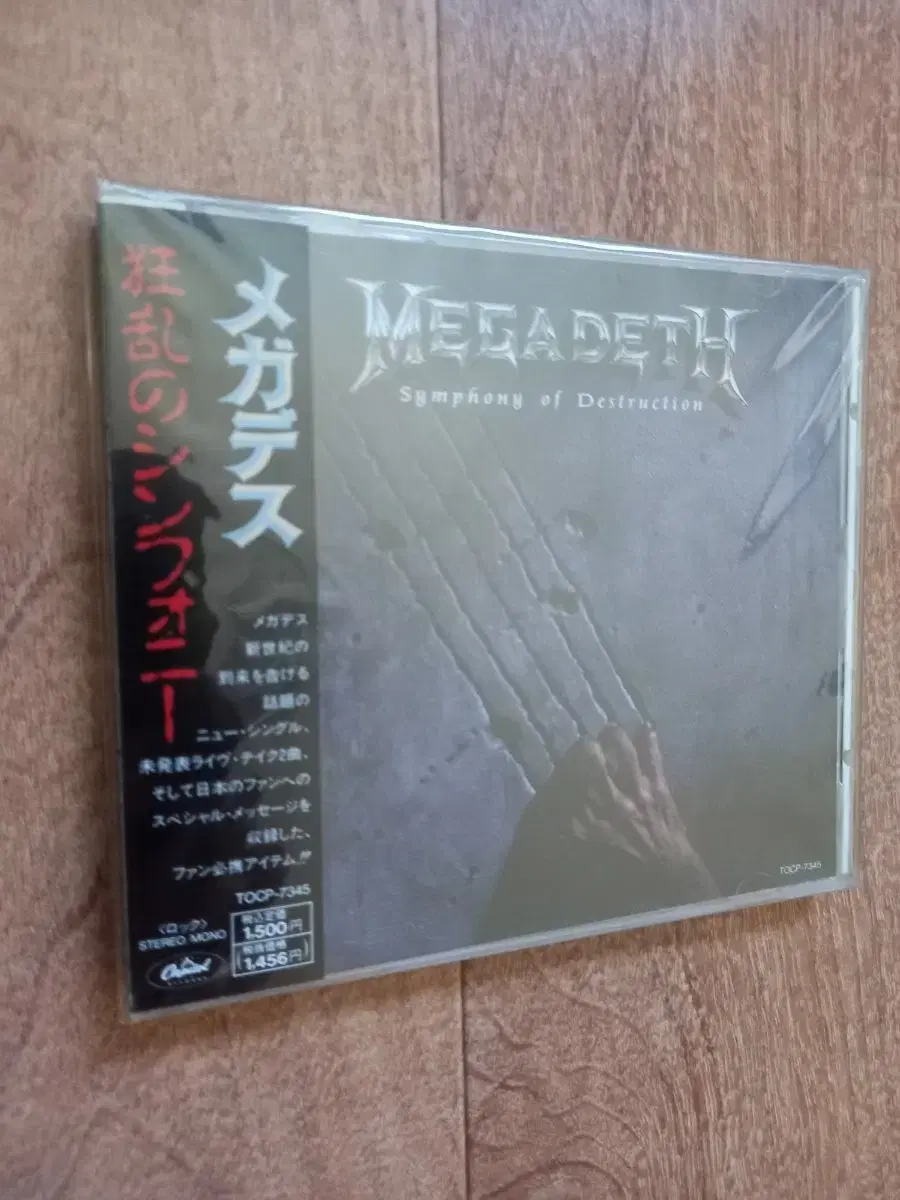 メガデス
狂乱のシンフォニー
メガデス
新世紀の
到来を告げる
話題の
ニュー・シングル、
未発表ライヴ・テイク2曲、
そして日本のファンへの
スペシャル・メッセージを
収録した、
ファン必携アイテム!!
TOCP-7345
〈ロック〉
STEREO MONO
税込定価
1,500円
(税抜価格
1,456円)
Capitol
RECORDS
MEGADETH
Symphony of Destruction
TOCP-7345